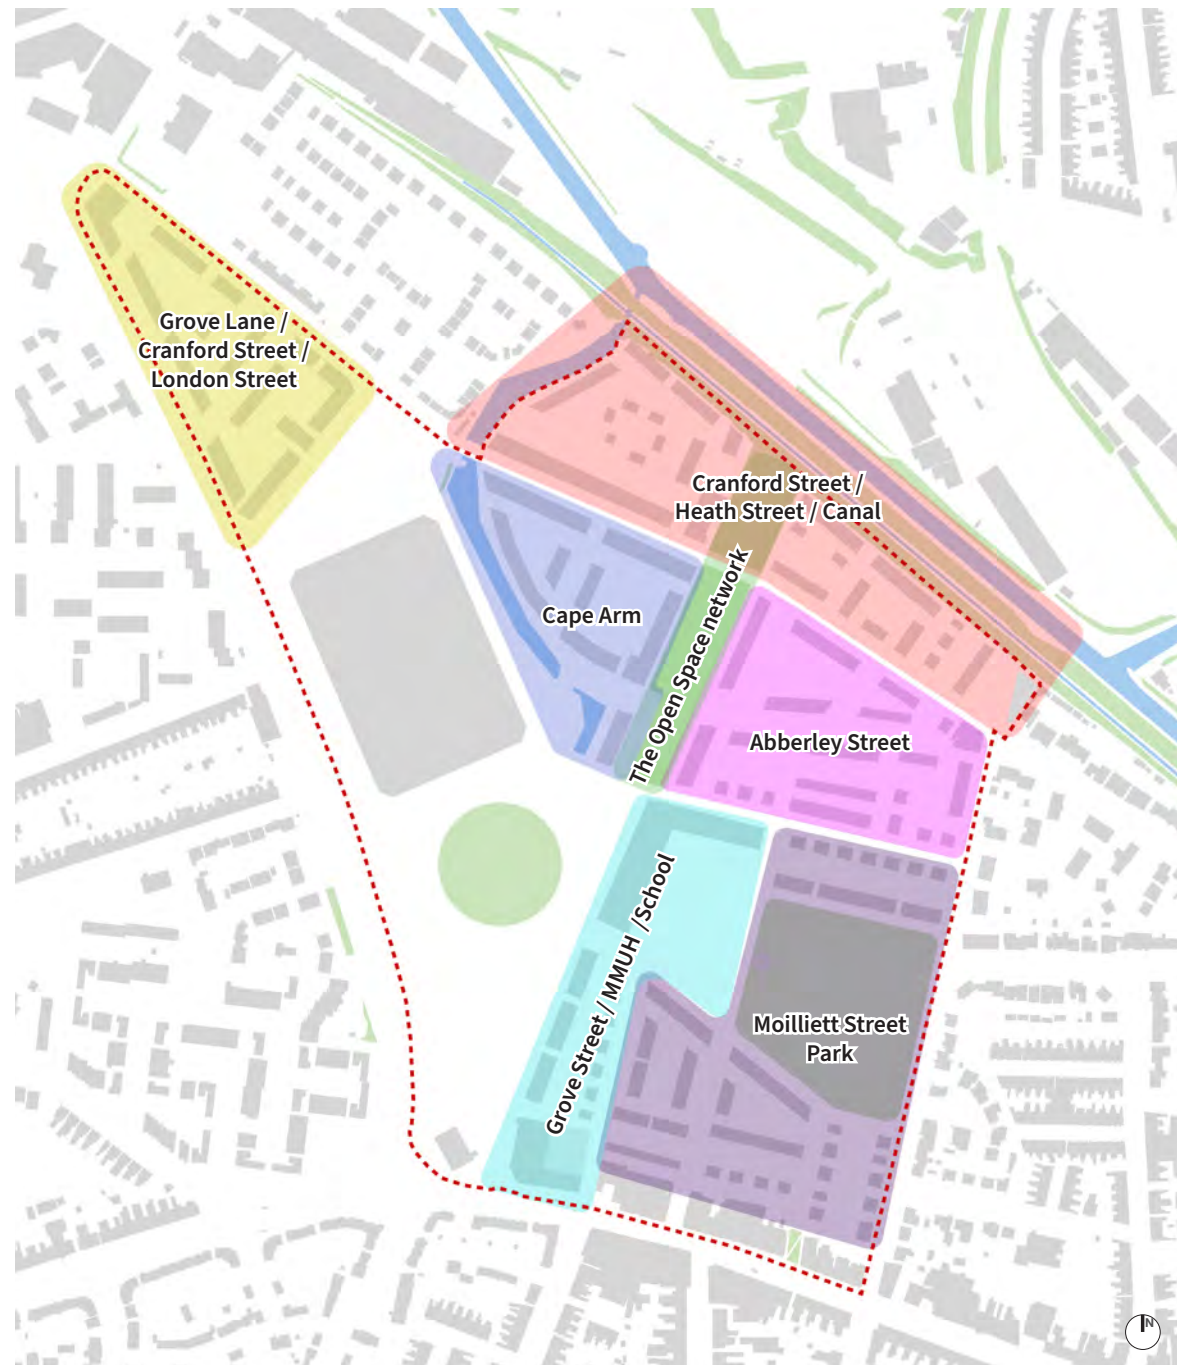 Grove Lane /
Cranford Street /
London Street
Cranford Street /
Heath Street / Canal
Cape Arm
The Open Space network
Abberley Street
Grove Street / MMUH /School
Moilliett Street
Park
N